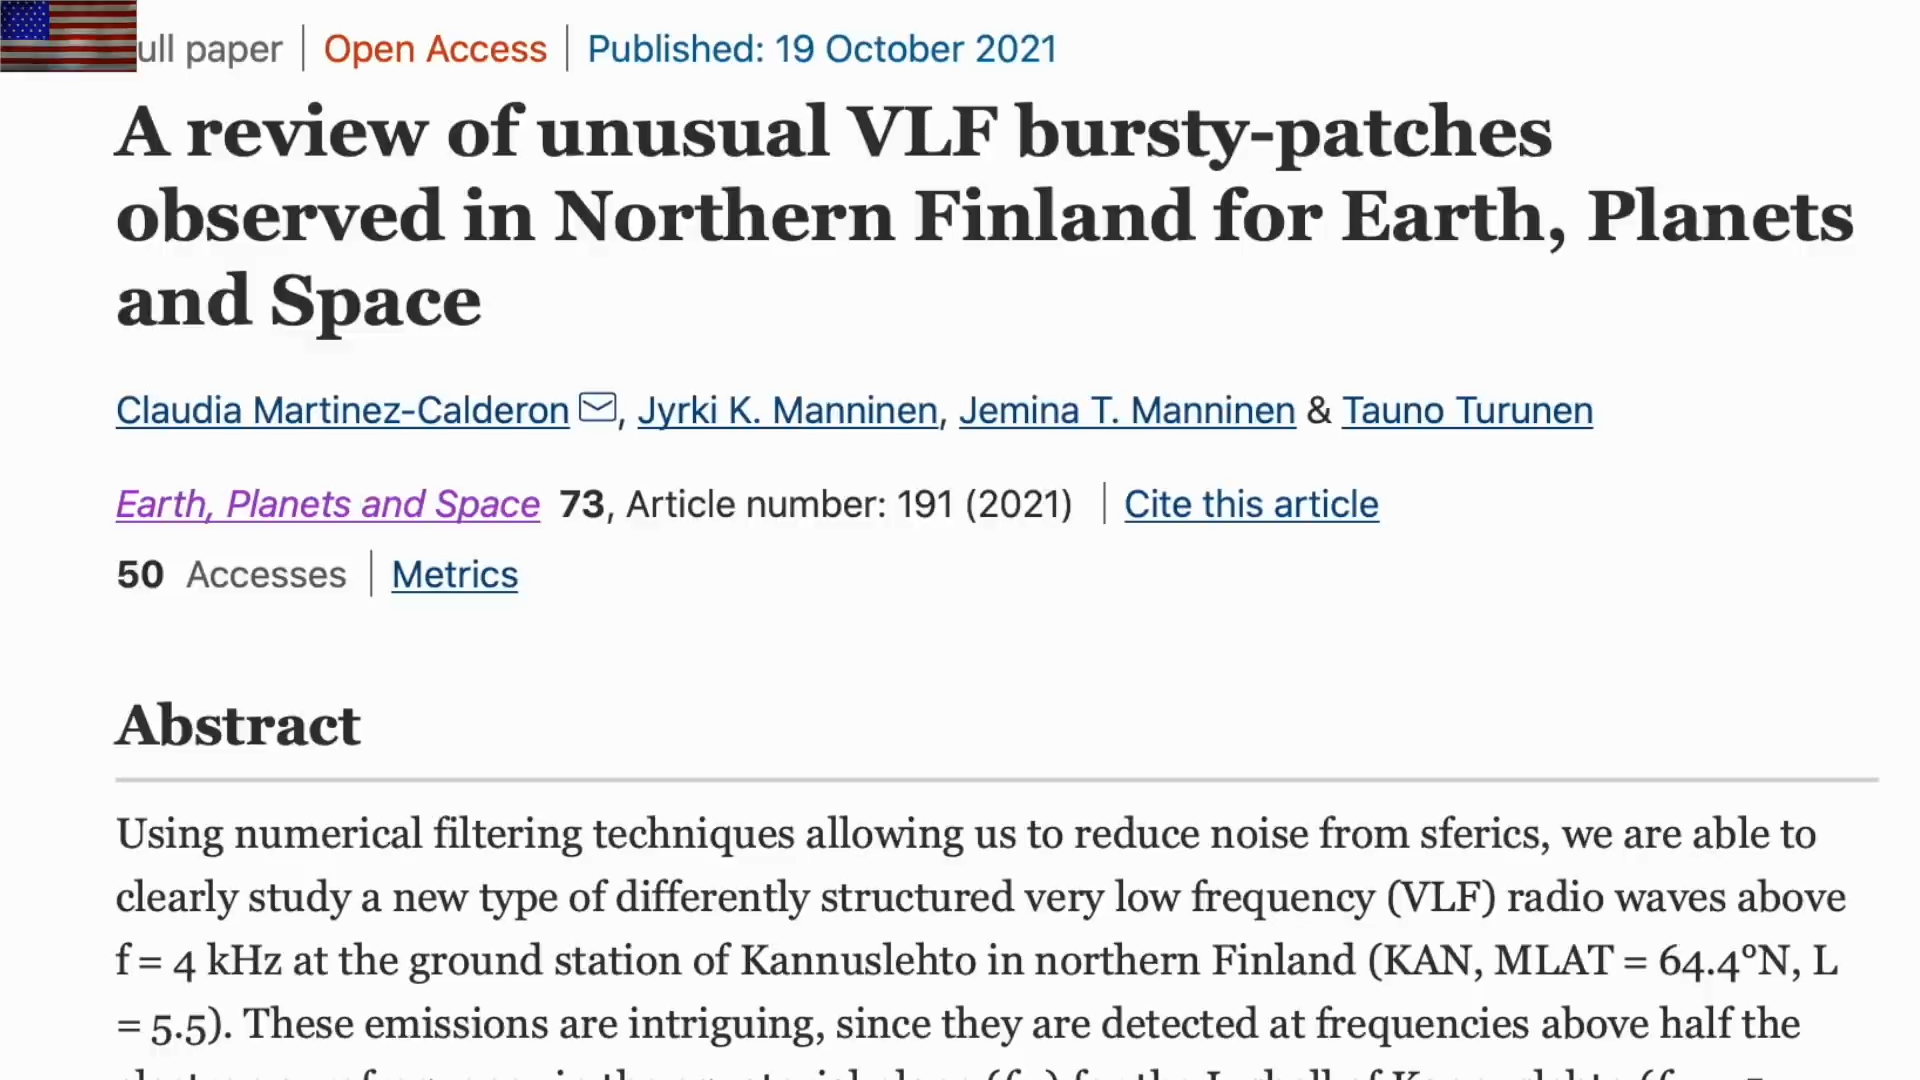 ull paper | Open Access | Published: 19 October 2021
A review of unusual VLF bursty-patches
observed in Northern Finland for Earth, Planets
and Space
Claudia Martinez-Calderon, Jyrki K. Manninen, Jemina T. Manninen & Tauno Turunen
Earth, Planets and Space 73, Article number: 191 (2021) | Cite this article
50 Accesses | Metrics
Abstract
Using numerical filtering techniques allowing us to reduce noise from sferics, we are able to
clearly study a new type of differently structured very low frequency (VLF) radio waves above
f = 4 kHz at the ground station of Kannuslehto in northern Finland (KAN, MLAT = 64.4°N, L
= 5.5). These emissions are intriguing, since they are detected at frequencies above half the